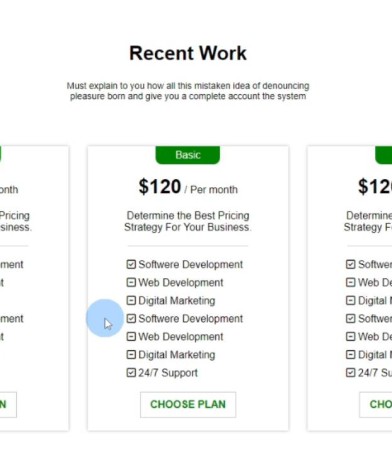 Recent Work
Must explain to you how all this mistaken idea of denouncing
pleasure born and give you a complete account the system
onth
Pricing
siness.
ment
t
ment
t
N
Basic
$120 / Per month
Determine the Best Pricing
Strategy For Your Business.
Softwere Development
Web Development
Digital Marketing
Softwere Development
Web Development
Digital Marketing
24/7 Support
CHOOSE PLAN
$120
Determine
Strategy F
Softwer
Web De
Digital M
Softwer
Web De
Digital M
24/7 Su
CHO